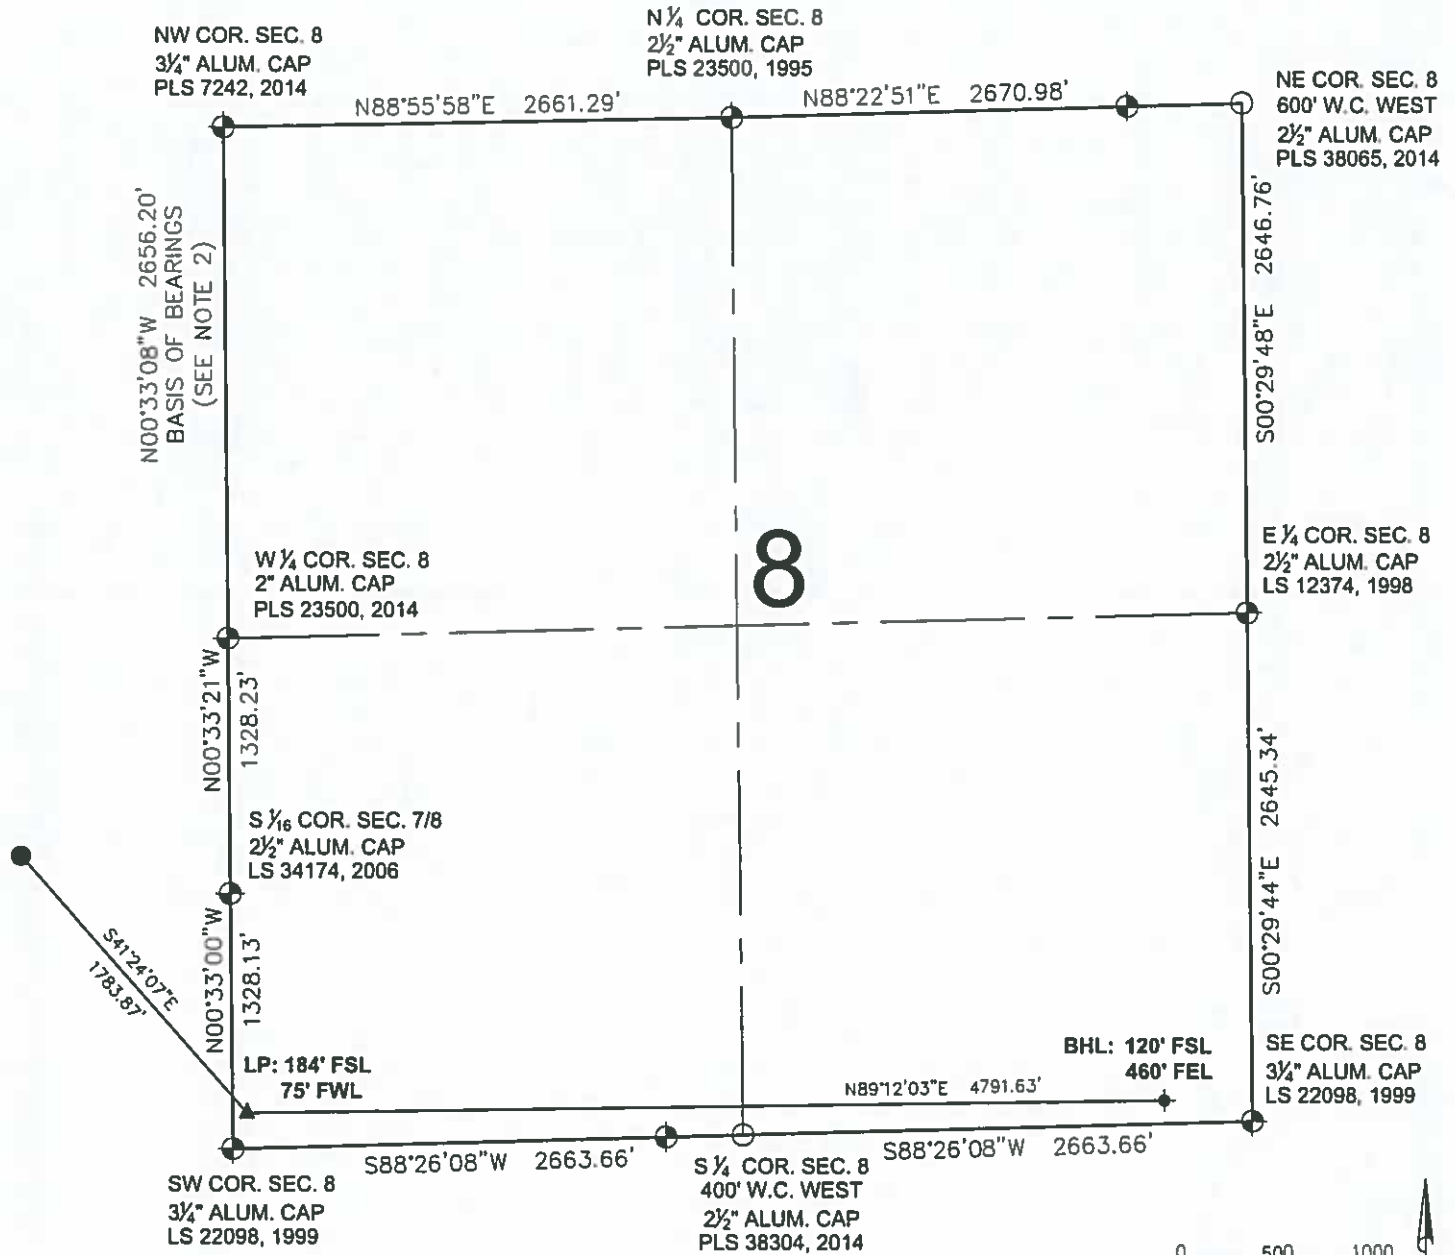 NW COR. SEC. 8
3¼" ALUM. CAP
PLS 7242, 2014
N ¼ COR. SEC. 8
2½" ALUM. CAP
PLS 23500, 1995
NE COR. SEC. 8
600' W.C. WEST
2½" ALUM. CAP
PLS 38065, 2014
N88°55'58"E 2661.29'
N88°22'51"E 2670.98'
N00°33'08"W 2656.20'
BASIS OF BEARINGS
(SEE NOTE 2)
S00°29'48"E 2646.76'
W ¼ COR. SEC. 8
2" ALUM. CAP
PLS 23500, 2014
8
E ¼ COR. SEC. 8
2½" ALUM. CAP
LS 12374, 1998
N00°33'21"W
1328.23'
S 1/16 COR. SEC. 7/8
2½" ALUM. CAP
LS 34174, 2006
S00°29'44"E 2645.34'
S41°24'07"E
1783.87'
N00°33'00"W
1328.13'
LP: 184' FSL
75' FWL
N89°12'03"E 4791.63'
BHL: 120' FSL
460' FEL
SE COR. SEC. 8
3¼" ALUM. CAP
LS 22098, 1999
S88°26'08"W 2663.66'
S88°26'08"W 2663.66'
SW COR. SEC. 8
3¼" ALUM. CAP
LS 22098, 1999
S ¼ COR. SEC. 8
400' W.C. WEST
2½" ALUM. CAP
PLS 38304, 2014
0 500 1000